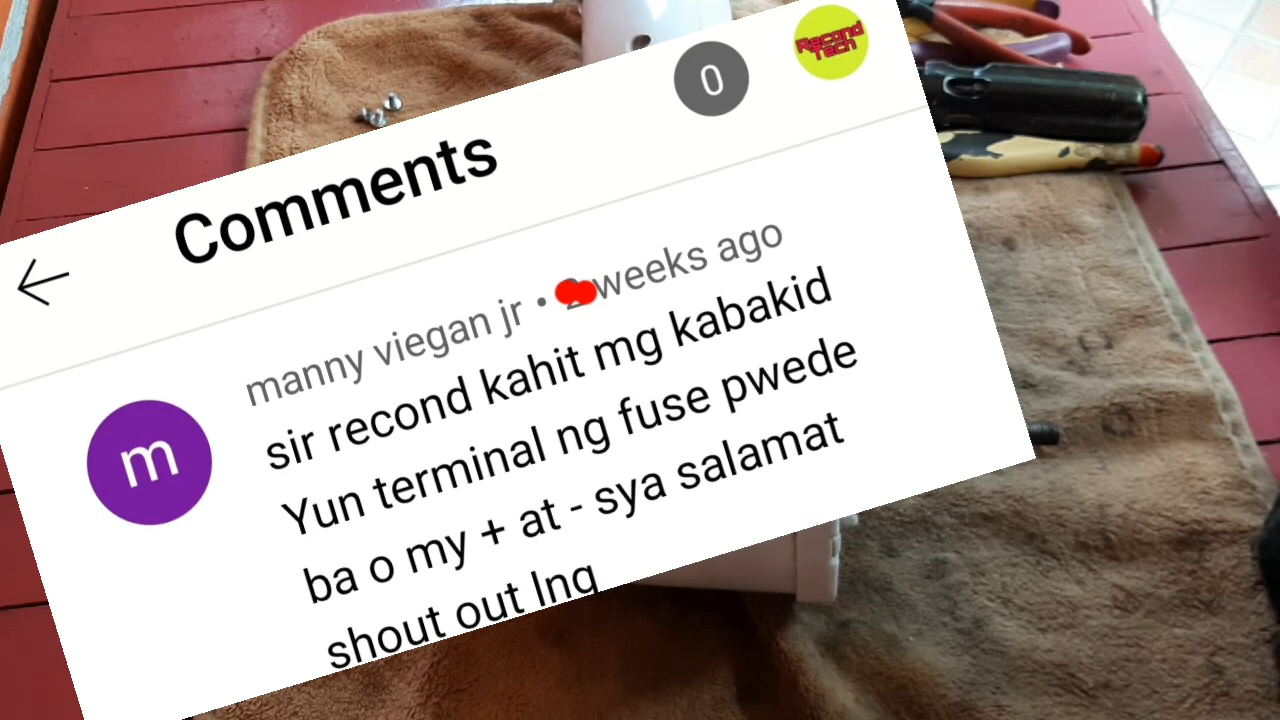 Recond
Tech
0
Comments
manny viegan jr • weeks ago
m
sir recond kahit mg kabakid
Yun terminal ng fuse pwede
ba o my + at - sya salamat
shout out lng